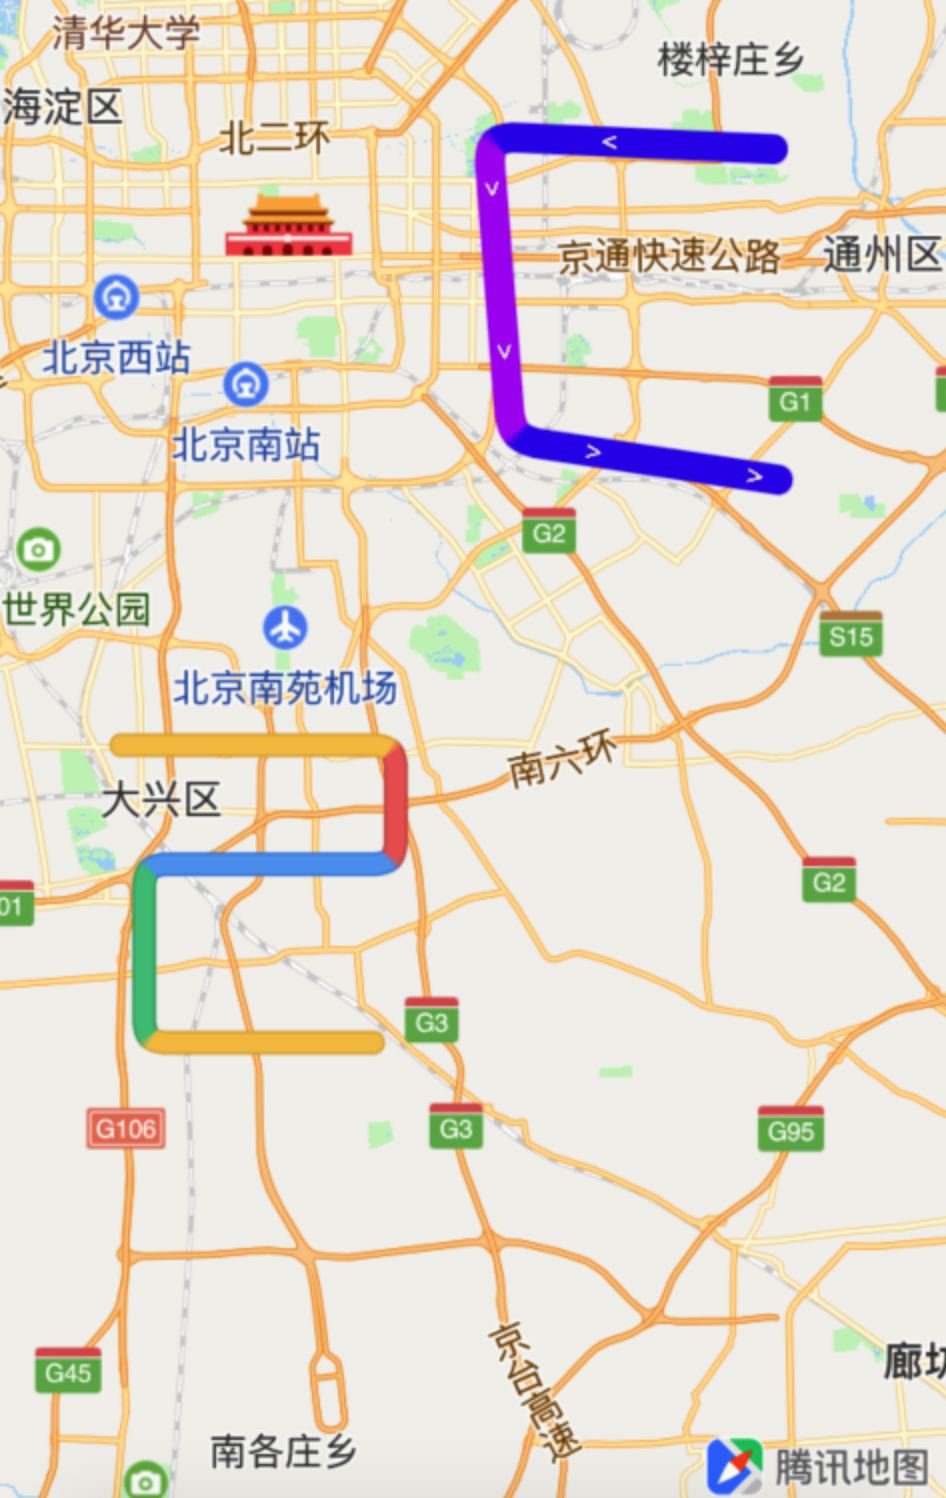 清华大学
楼梓庄乡
海淀区
北二环
京通快速公路
通州区
北京西站
G1
北京南站
G2
世界公园
S15
北京南苑机场
南六环
大兴区
G2
01
G3
G106
G3
G95
京台高速
廊坊
G45
南各庄乡
腾讯地图